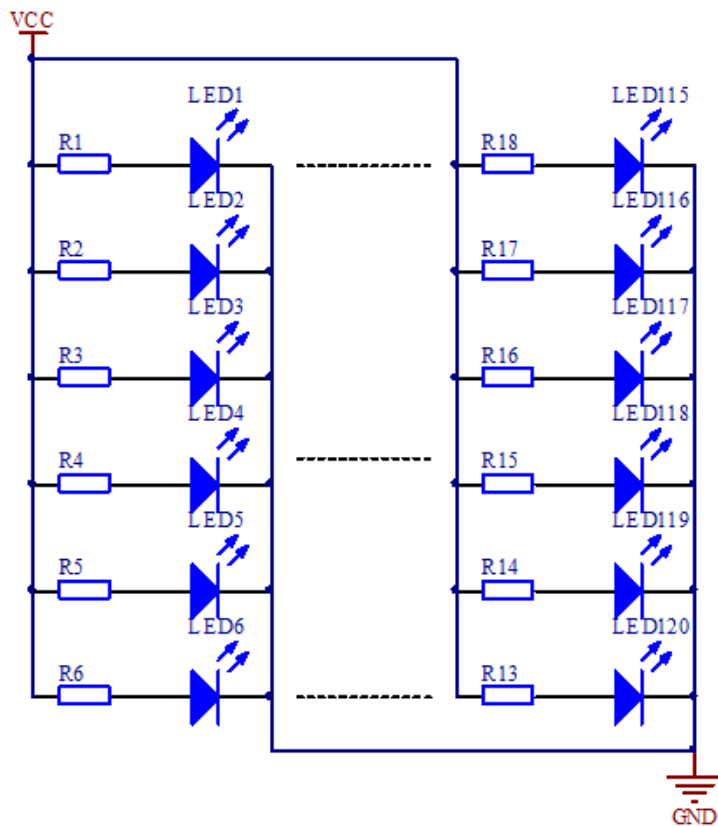 VCC
LED1 LED115
R1 R18
LED2 LED116
R2 R17
LED3 LED117
R3 R16
LED4 LED118
R4 R15
LED5 LED119
R5 R14
LED6 LED120
R6 R13
GND